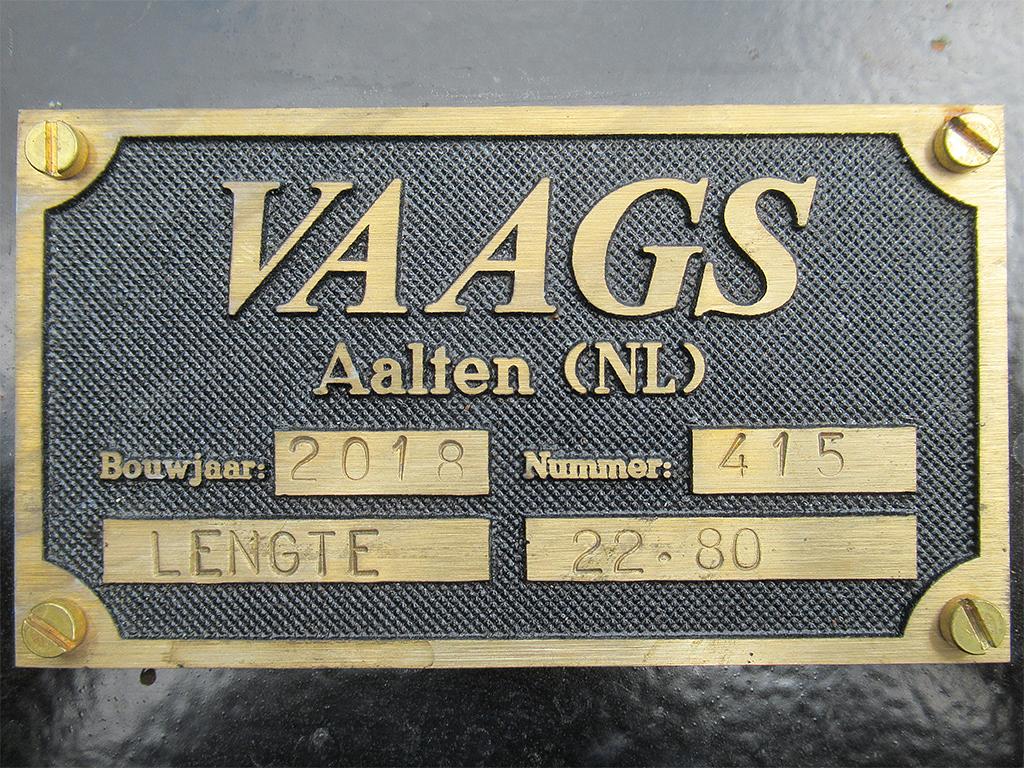 VAAGS
Aalten (NL)
Bouwjaar: 2018 Nummer: 415
LENGTE 22·80